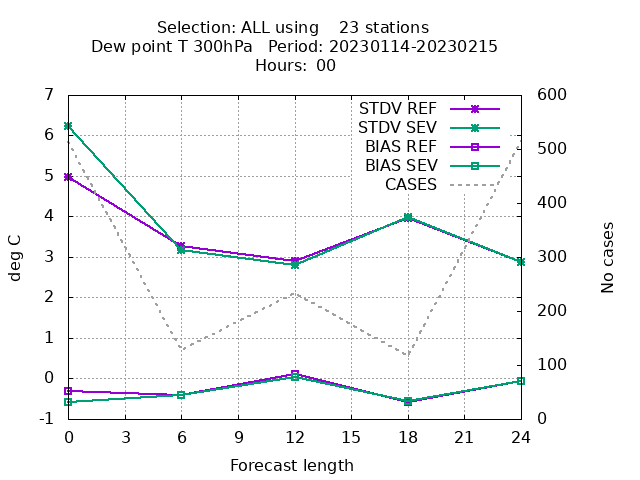 Selection: ALL using    23 stations
Dew point T 300hPa   Period: 20230114-20230215
Hours:  00
STDV REF
STDV SEV
BIAS REF
BIAS SEV
CASES
7
6
5
4
3
2
1
0
-1
deg C
600
500
400
300
200
100
0
No cases
0 3 6 9 12 15 18 21 24
Forecast length